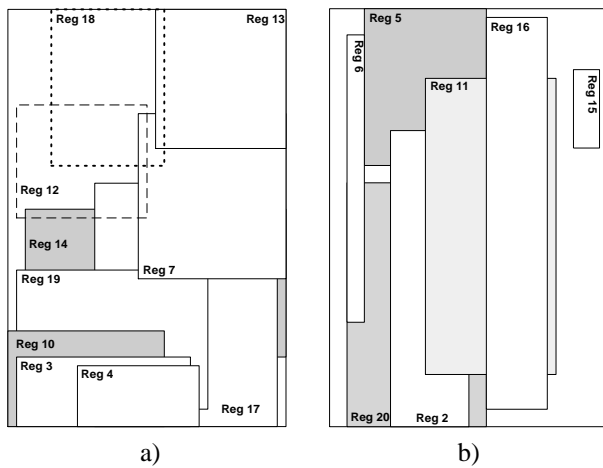 Reg 18
Reg 13
Reg 12
Reg 14
Reg 7
Reg 19
Reg 10
Reg 3
Reg 4
Reg 17
a)
Reg 5
Reg 16
Reg 6
Reg 11
Reg 15
Reg 20
Reg 2
b)